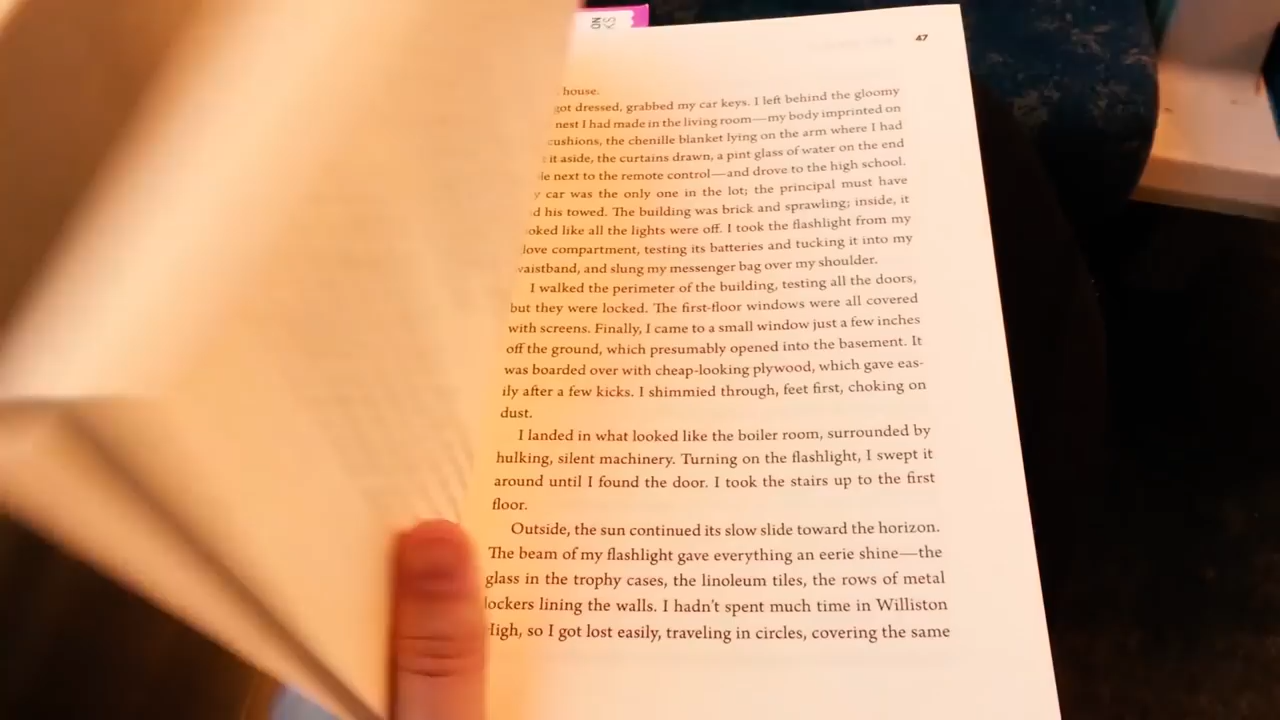 ON
KS
47
house.
got dressed, grabbed my car keys. I left behind the gloomy
nest I had made in the living room—my body imprinted on
cushions, the chenille blanket lying on the arm where I had
it aside, the curtains drawn, a pint glass of water on the end
next to the remote control—and drove to the high school.
car was the only one in the lot; the principal must have
his towed. The building was brick and sprawling; inside, it
looked like all the lights were off. I took the flashlight from my
glove compartment, testing its batteries and tucking it into my
waistband, and slung my messenger bag over my shoulder.
I walked the perimeter of the building, testing all the doors,
but they were locked. The first-floor windows were all covered
with screens. Finally, I came to a small window just a few inches
off the ground, which presumably opened into the basement. It
was boarded over with cheap-looking plywood, which gave eas-
ily after a few kicks. I shimmied through, feet first, choking on
dust.
I landed in what looked like the boiler room, surrounded by
hulking, silent machinery. Turning on the flashlight, I swept it
around until I found the door. I took the stairs up to the first
floor.
Outside, the sun continued its slow slide toward the horizon.
The beam of my flashlight gave everything an eerie shine—the
glass in the trophy cases, the linoleum tiles, the rows of metal
lockers lining the walls. I hadn't spent much time in Williston
High, so I got lost easily, traveling in circles, covering the same